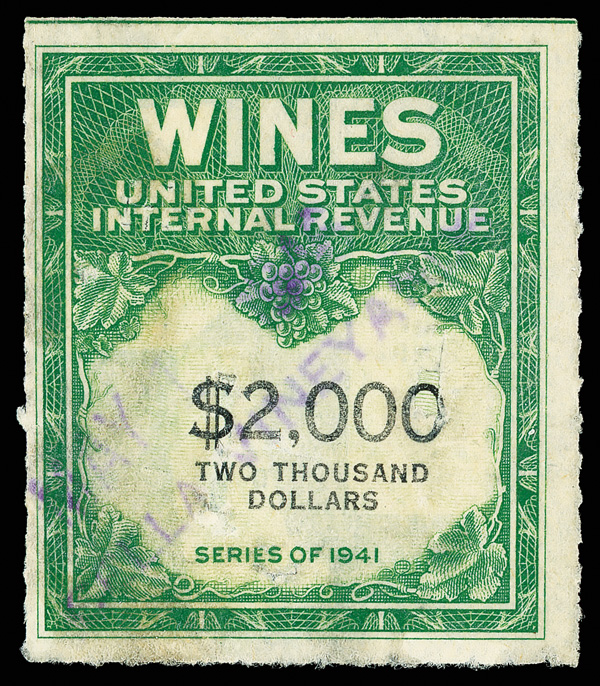 WINES
UNITED STATES
INTERNAL REVENUE
$2,000
TWO THOUSAND
DOLLARS
SERIES OF 1941